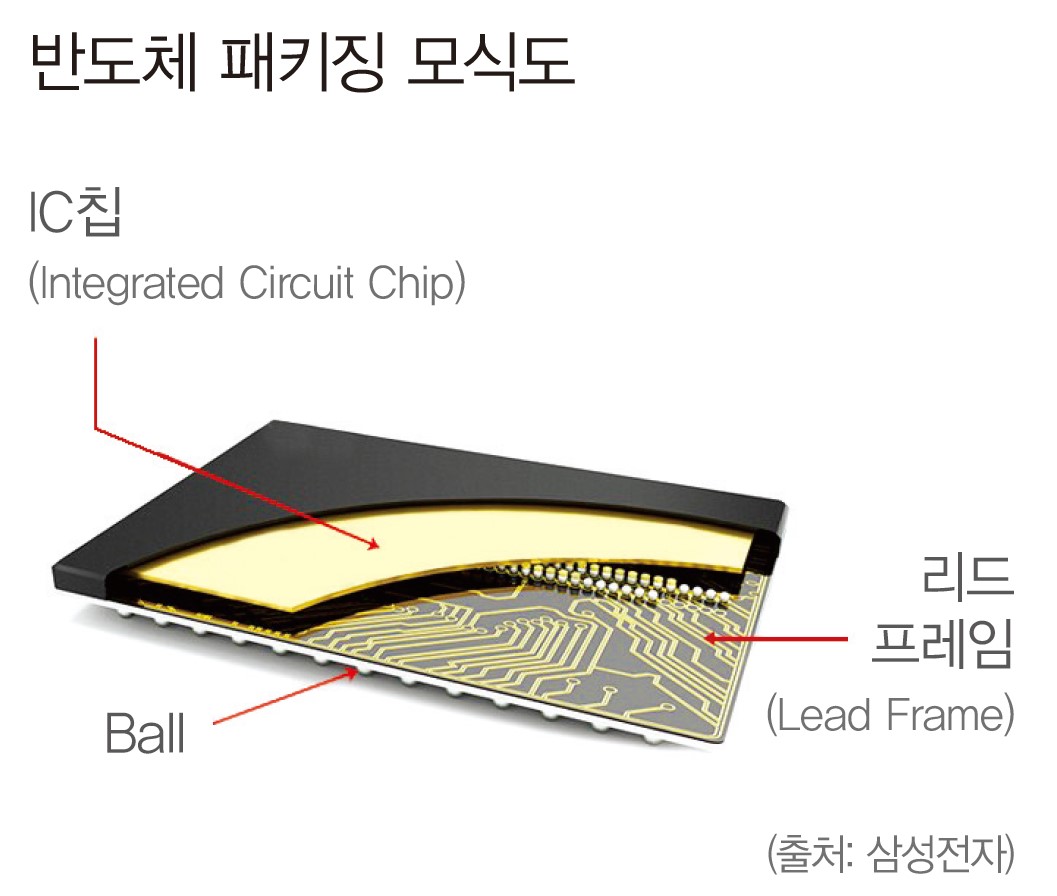 반도체 패키징 모식도
IC칩
(Integrated Circuit Chip)
리드
프레임
(Lead Frame)
Ball
(출처: 삼성전자)